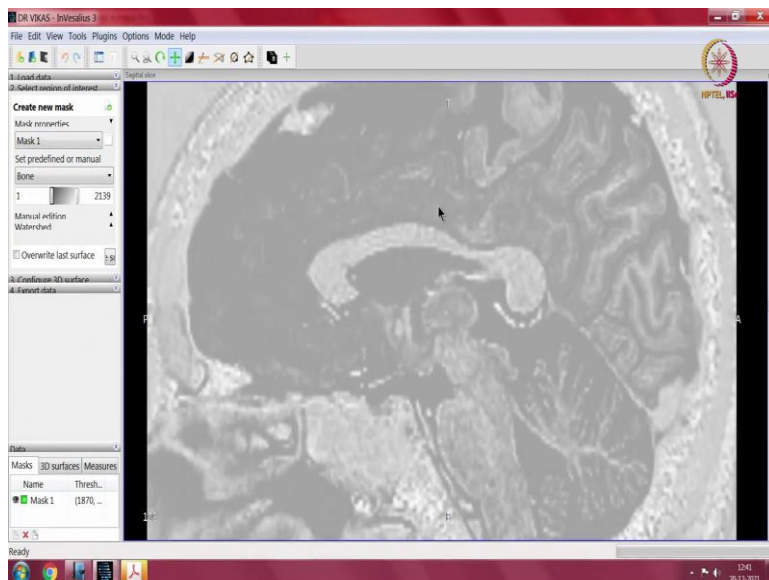 DR VIKAS - InVesalius 3
File Edit View Tools Plugins Options Mode Help
1. Load data
Sagital slice
2. Select region of interest
NPTEL, IISc
Create new mask
Mask properties
Mask 1
Set predefined or manual
Bone
1 2139
Manual edition
Watershed
Overwrite last surface
3. Configure 3D surface
4. Export data
Data
Masks 3D surfaces Measures
Name Thresh...
Mask 1 (1870, ...
Ready
12:41